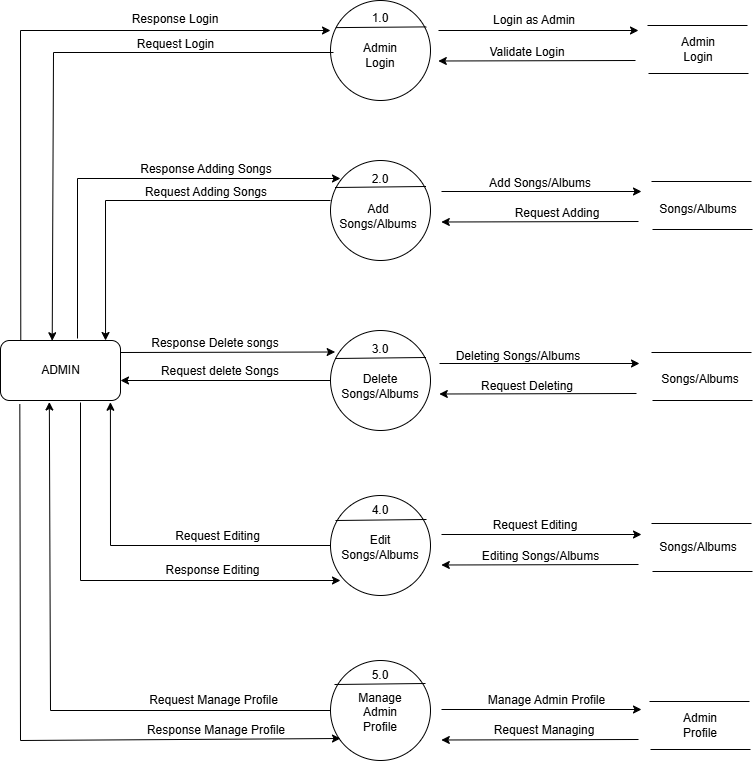 Response Login
1.0
Login as Admin
Request Login
Admin
Login
Validate Login
Admin
Login
Response Adding Songs
2.0
Add Songs/Albums
Request Adding Songs
Add
Songs/Albums
Request Adding
Songs/Albums
Response Delete songs
3.0
Deleting Songs/Albums
ADMIN
Request delete Songs
Delete
Songs/Albums
Request Deleting
Songs/Albums
4.0
Request Editing
Request Editing
Edit
Songs/Albums
Editing Songs/Albums
Songs/Albums
Response Editing
5.0
Request Manage Profile
Manage
Admin
Profile
Manage Admin Profile
Response Manage Profile
Request Managing
Admin
Profile